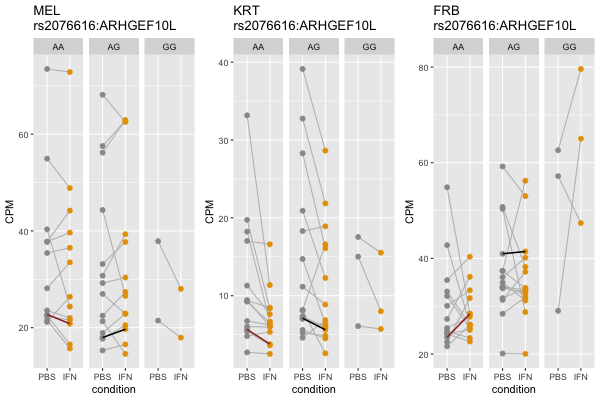 MEL
rs2076616:ARHGEF10L
AA AG GG
CPM
60
40
20
PBS IFN PBS IFN PBS IFN
condition
KRT
rs2076616:ARHGEF10L
AA AG GG
CPM
40
30
20
10
PBS IFN PBS IFN PBS IFN
condition
FRB
rs2076616:ARHGEF10L
AA AG GG
CPM
80
60
40
20
PBS IFN PBS IFN PBS IFN
condition